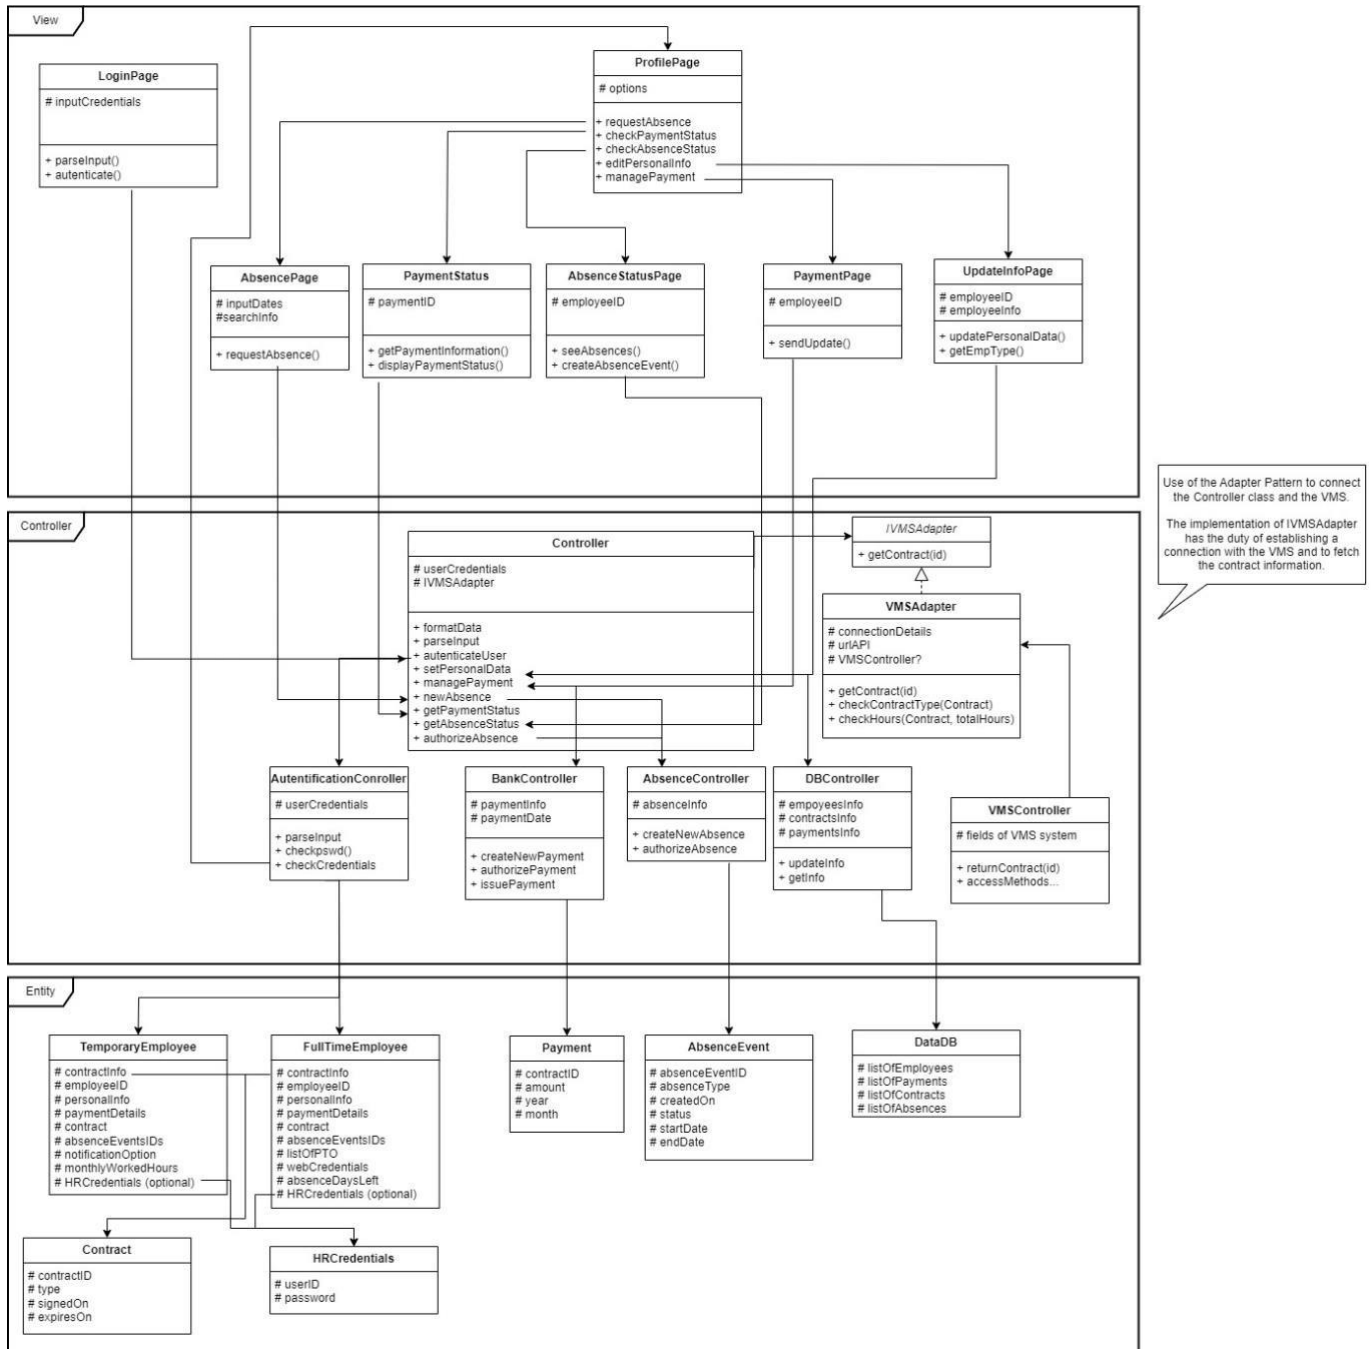 View
LoginPage
# inputCredentials
+ parseInput()
+ autenticate()
ProfilePage
# options
+ requestAbsence
+ checkPaymentStatus
+ checkAbsenceStatus
+ editPersonalInfo
+ managePayment
AbsencePage
# inputDates
#searchInfo
+ requestAbsence()
PaymentStatus
# paymentID
+ getPaymentInformation()
+ displayPaymentStatus()
AbsenceStatusPage
# employeeID
+ seeAbsences()
+ createAbsenceEvent()
PaymentPage
# employeeID
+ sendUpdate()
UpdateInfoPage
# employeeID
# employeeInfo
+ updatePersonalData()
+ getEmpType()
Use of the Adapter Pattern to connect
the Controller class and the VMS.
The implementation of IVMSAdapter
has the duty of establishing a
connection with the VMS and to fetch
the contract information.
Controller
Controller
# userCredentials
# IVMSAdapter
+ formatData
+ parseInput
+ autenticateUser
+ setPersonalData
+ managePayment
+ newAbsence
+ getPaymentStatus
+ getAbsenceStatus
+ authorizeAbsence
IVMSAdapter
+ getContract(id)
VMSAdapter
# connectionDetails
# urlAPI
# VMSController?
+ getContract(id)
+ checkContractType(Contract)
+ checkHours(Contract, totalHours)
AutentificationConroller
# userCredentials
+ parseInput
+ checkpswd()
+ checkCredentials
BankController
# paymentInfo
# paymentDate
+ createNewPayment
+ authorizePayment
+ issuePayment
AbsenceController
# absenceInfo
+ createNewAbsence
+ authorizeAbsence
DBController
# empoyeesInfo
# contractsInfo
# paymentsInfo
+ updateInfo
+ getInfo
VMSController
# fields of VMS system
+ returnContract(id)
+ accessMethods...
Entity
TemporaryEmployee
# contractInfo
# employeeID
# personalInfo
# paymentDetails
# contract
# absenceEventsIDs
# notificationOption
# monthlyWorkedHours
# HRCredentials (optional)
FullTimeEmployee
# contractInfo
# employeeID
# personalInfo
# paymentDetails
# contract
# absenceEventsIDs
# listOfPTO
# webCredentials
# absenceDaysLeft
# HRCredentials (optional)
Payment
# contractID
# amount
# year
# month
AbsenceEvent
# absenceEventID
# absenceType
# createdOn
# status
# startDate
# endDate
DataDB
# listOfEmployees
# listOfPayments
# listOfContracts
# listOfAbsences
Contract
# contractID
# type
# signedOn
# expiresOn
HRCredentials
# userID
# password